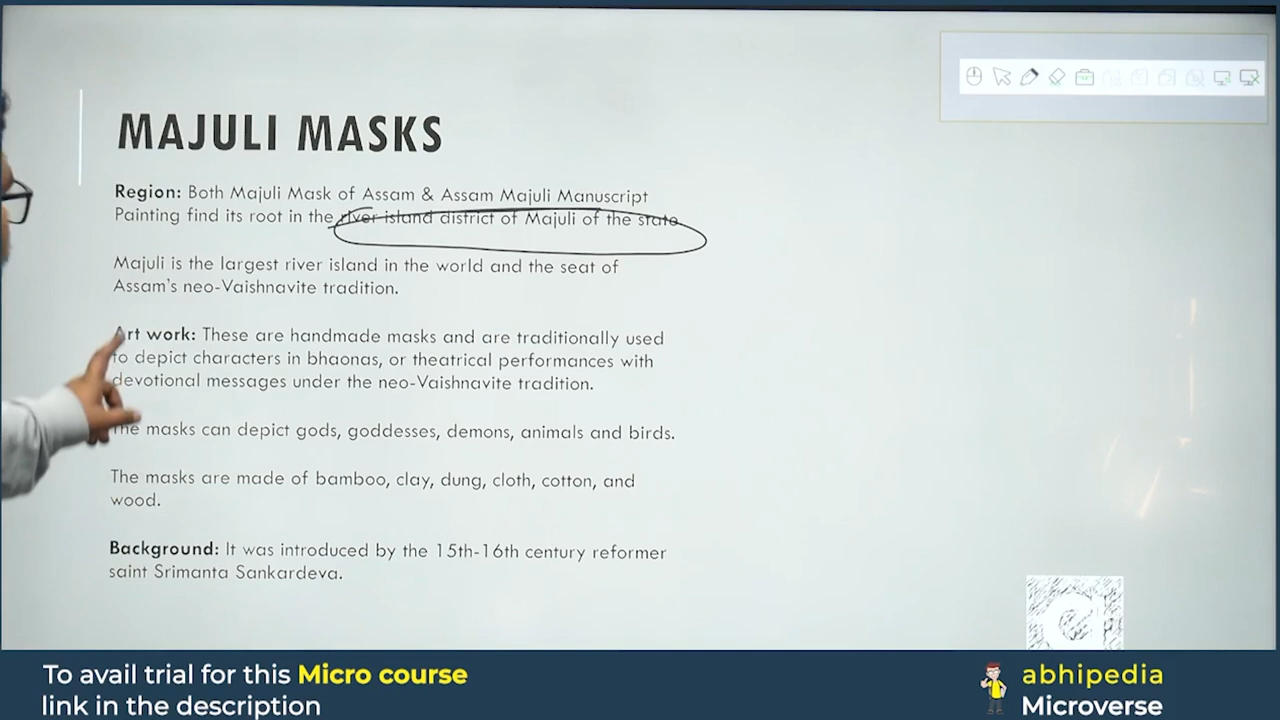 MAJULI MASKS
Region: Both Majuli Mask of Assam & Assam Majuli Manuscript
Painting find its root in the river island district of Majuli of the state
Majuli is the largest river island in the world and the seat of
Assam's neo-Vaishnavite tradition.
Art work: These are handmade masks and are traditionally used
to depict characters in bhaonas, or theatrical performances with
devotional messages under the neo-Vaishnavite tradition.
The masks can depict gods, goddesses, demons, animals and birds.
The masks are made of bamboo, clay, dung, cloth, cotton, and
wood.
Background: It was introduced by the 15th-16th century reformer
saint Srimanta Sankardeva.
To avail trial for this Micro course
link in the description
abhipedia
Microverse